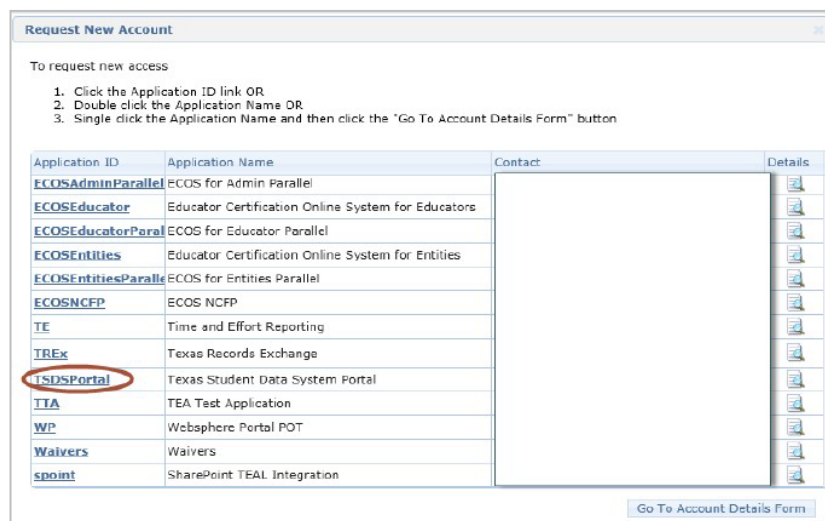 Request New Account
To request new access
1. Click the Application ID link OR
2. Double click the Application Name OR
3. Single click the Application Name and then click the "Go To Account Details Form" button
Application ID Application Name Contact Details
ECOSAdminParallel ECOS for Admin Parallel
ECOSEducator Educator Certification Online System for Educators
ECOSEducatorParal ECOS for Educator Parallel
ECOSEntities Educator Certification Online System for Entities
ECOSEntitiesParalle ECOS for Entities Parallel
ECOSNCFP ECOS NCFP
TE Time and Effort Reporting
TREx Texas Records Exchange
TSDSPortal Texas Student Data System Portal
TTA TEA Test Application
WP Websphere Portal POT
Waivers Waivers
spoint SharePoint TEAL Integration
Go To Account Details Form